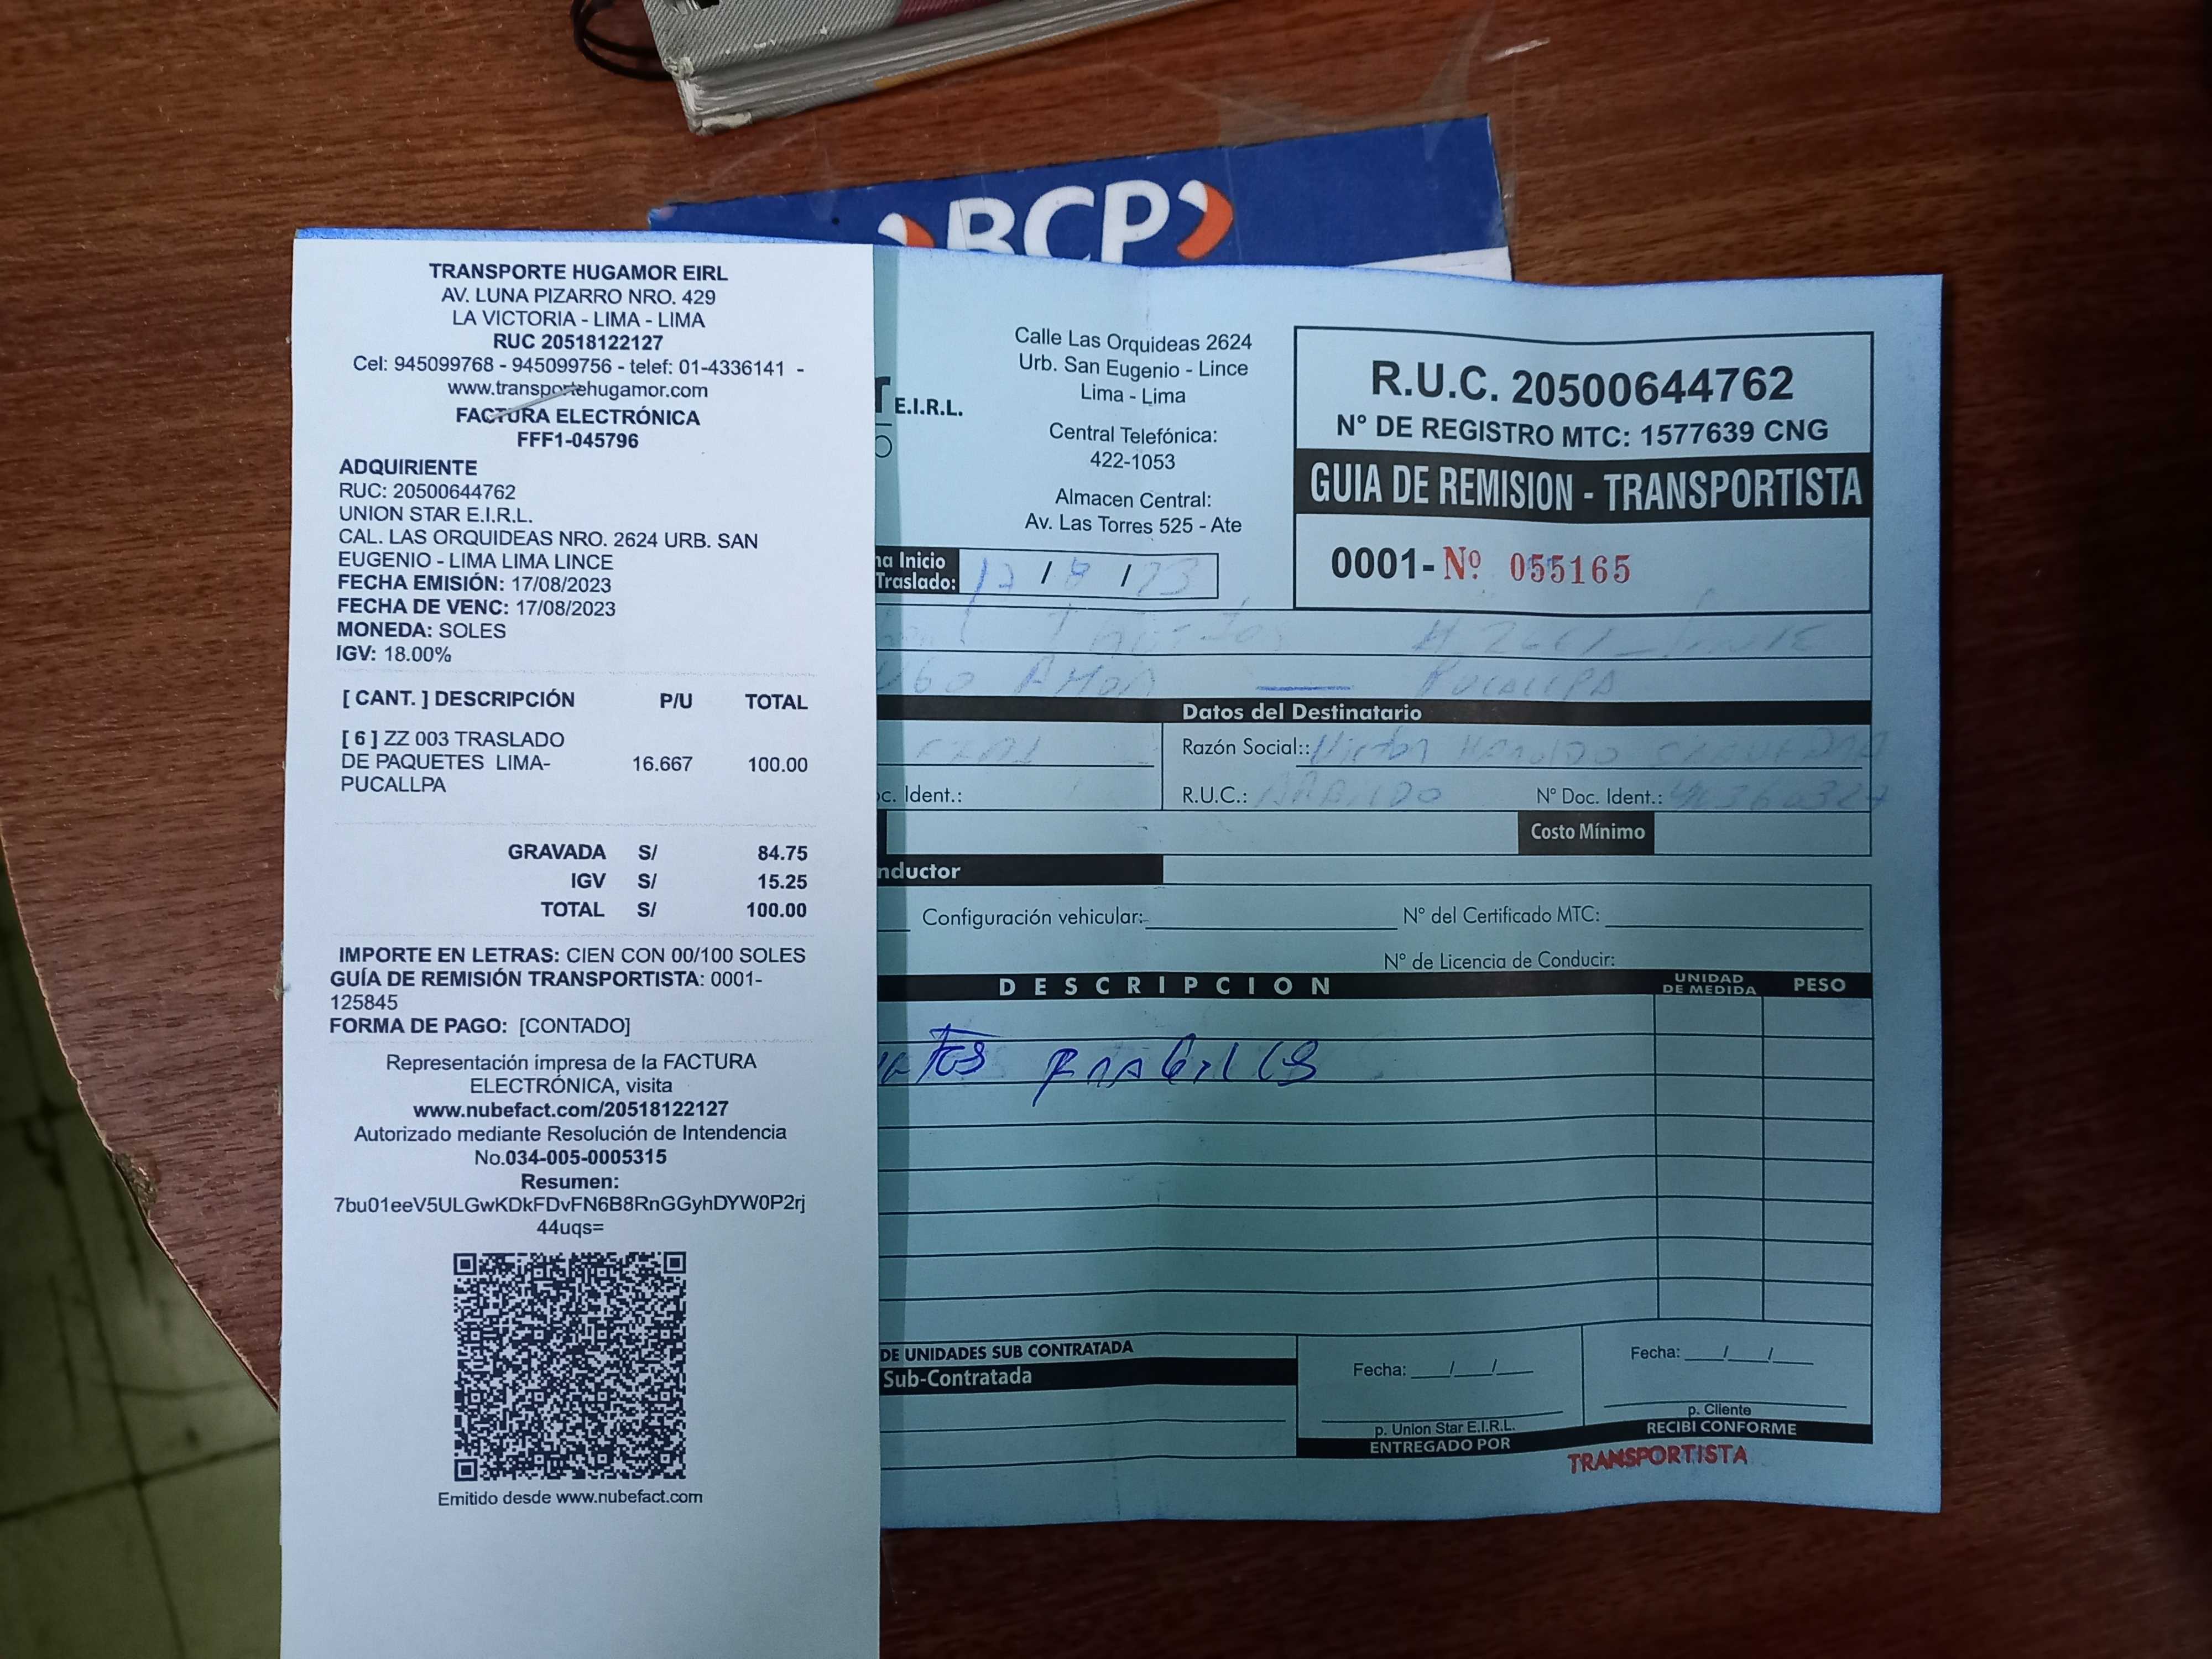 BCP
TRANSPORTE HUGAMOR EIRL
AV. LUNA PIZARRO NRO. 429
LA VICTORIA - LIMA - LIMA
RUC 20518122127
Cel: 945099768 - 945099756 - telef: 01-4336141 -
www.transportehugamor.com
FACTURA ELECTRÓNICA
FFF1-045796
ADQUIRIENTE
RUC: 20500644762
UNION STAR E.I.R.L.
CAL. LAS ORQUIDEAS NRO. 2624 URB. SAN
EUGENIO - LIMA LIMA LINCE
FECHA EMISIÓN: 17/08/2023
FECHA DE VENC: 17/08/2023
MONEDA: SOLES
IGV: 18.00%
[ CANT. ] DESCRIPCIÓN P/U TOTAL
[ 6 ] ZZ 003 TRASLADO
DE PAQUETES LIMA- 16.667 100.00
PUCALLPA
GRAVADA S/ 84.75
IGV S/ 15.25
TOTAL S/ 100.00
IMPORTE EN LETRAS: CIEN CON 00/100 SOLES
GUÍA DE REMISIÓN TRANSPORTISTA: 0001-
125845
FORMA DE PAGO: [CONTADO]
Representación impresa de la FACTURA
ELECTRÓNICA, visita
www.nubefact.com/20518122127
Autorizado mediante Resolución de Intendencia
No.034-005-0005315
Resumen:
7bu01eeV5ULGwKDkFDvFN6B8RnGGyhDYW0P2rj
44uqs=
Emitido desde www.nubefact.com
E.I.R.L.
Calle Las Orquideas 2624
Urb. San Eugenio - Lince
Lima - Lima
Central Telefónica:
422-1053
Almacen Central:
Av. Las Torres 525 - Ate
R.U.C. 20500644762
N° DE REGISTRO MTC: 1577639 CNG
GUIA DE REMISION - TRANSPORTISTA
0001- Nº 055165
Inicio
Traslado: / 8 / 23
PUCALLPA
Datos del Destinatario
Razón Social:: Victor
R.U.C.: N° Doc. Ident.:
Ident.:
Costo Mínimo
nductor
Configuración vehicular: N° del Certificado MTC:
N° de Licencia de Conducir:
DESCRIPCION UNIDAD DE MEDIDA PESO
FRAGILES
DE UNIDADES SUB CONTRATADA
Sub-Contratada
Fecha: / /
p. Union Star E.I.R.L.
ENTREGADO POR
Fecha: / /
p. Cliente
RECIBI CONFORME
TRANSPORTISTA